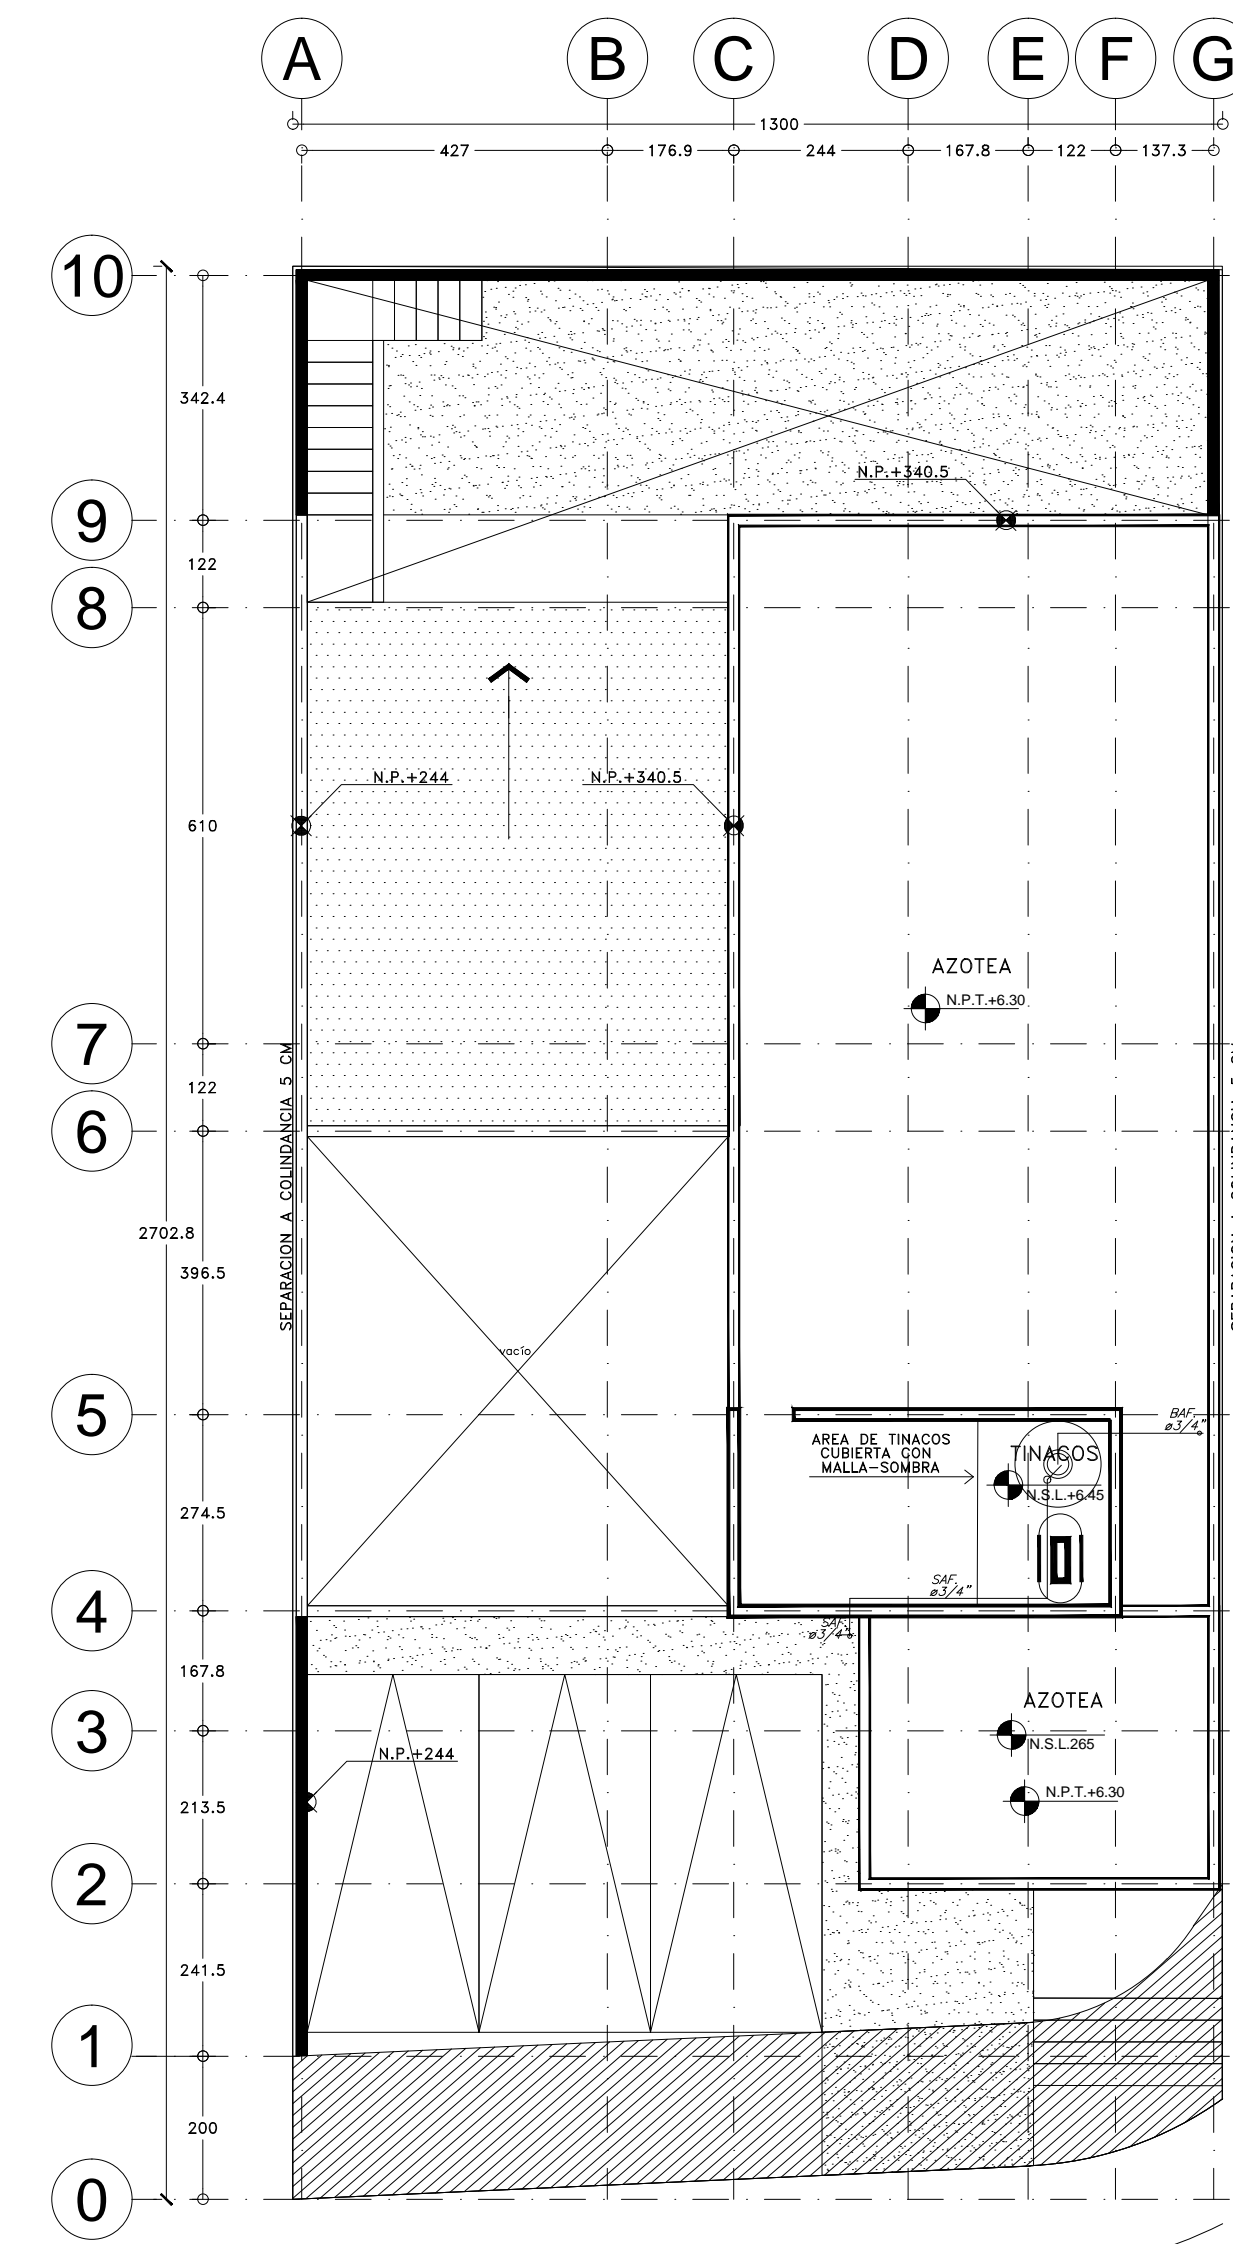 A B C D E F G
1300
427 176.9 244 167.8 122 137.3
10
342.4
N.P.+340.5
9
122
8
N.P.+244 N.P.+340.5
610
AZOTEA
N.P.T.+6.30
7
SEPARACION A COLINDANCIA 5 CM
122
6
2702.8
396.5
vacío
5
BAF.
ø3/4"
AREA DE TINACOS
CUBIERTA CON
MALLA-SOMBRA
TINACOS
N.S.L.+6.45
274.5
SAF.
ø3/4"
4
SAF.
ø3/4"
167.8
AZOTEA
3
N.S.L.265
N.P.+244
N.P.T.+6.30
213.5
2
241.5
1
200
0